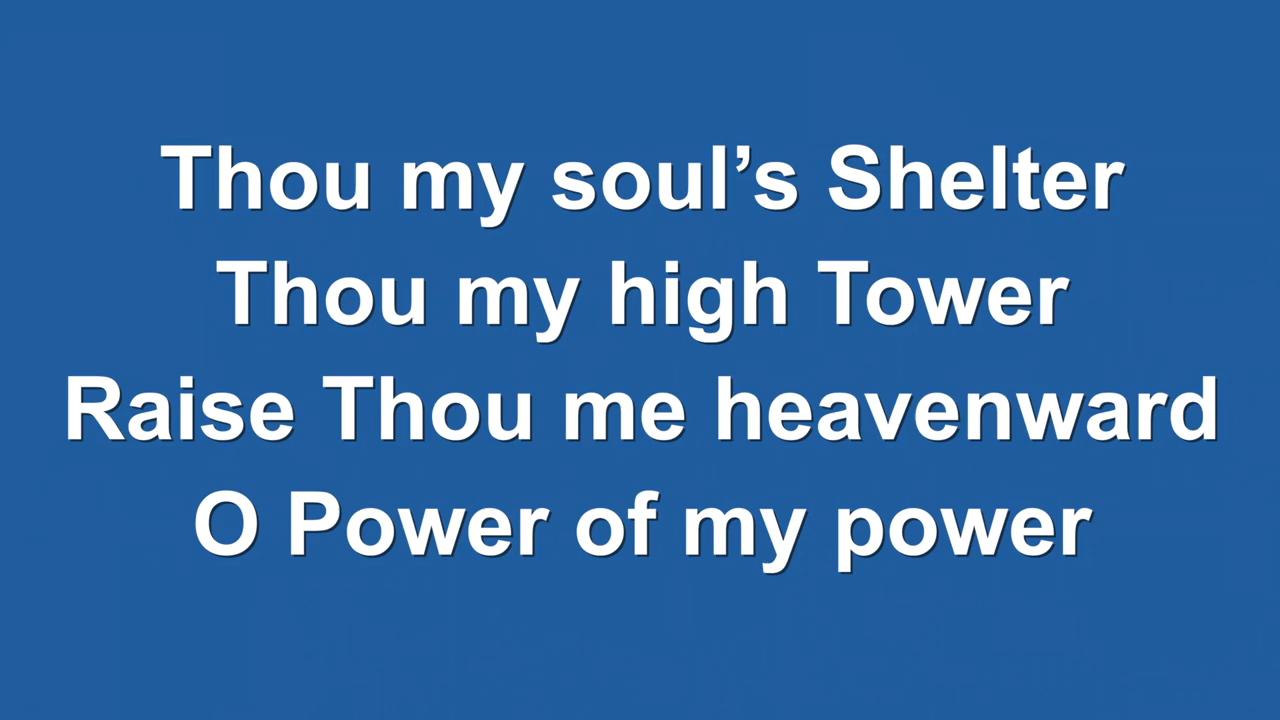 Thou my soul’s Shelter
Thou my high Tower
Raise Thou me heavenward
O Power of my power